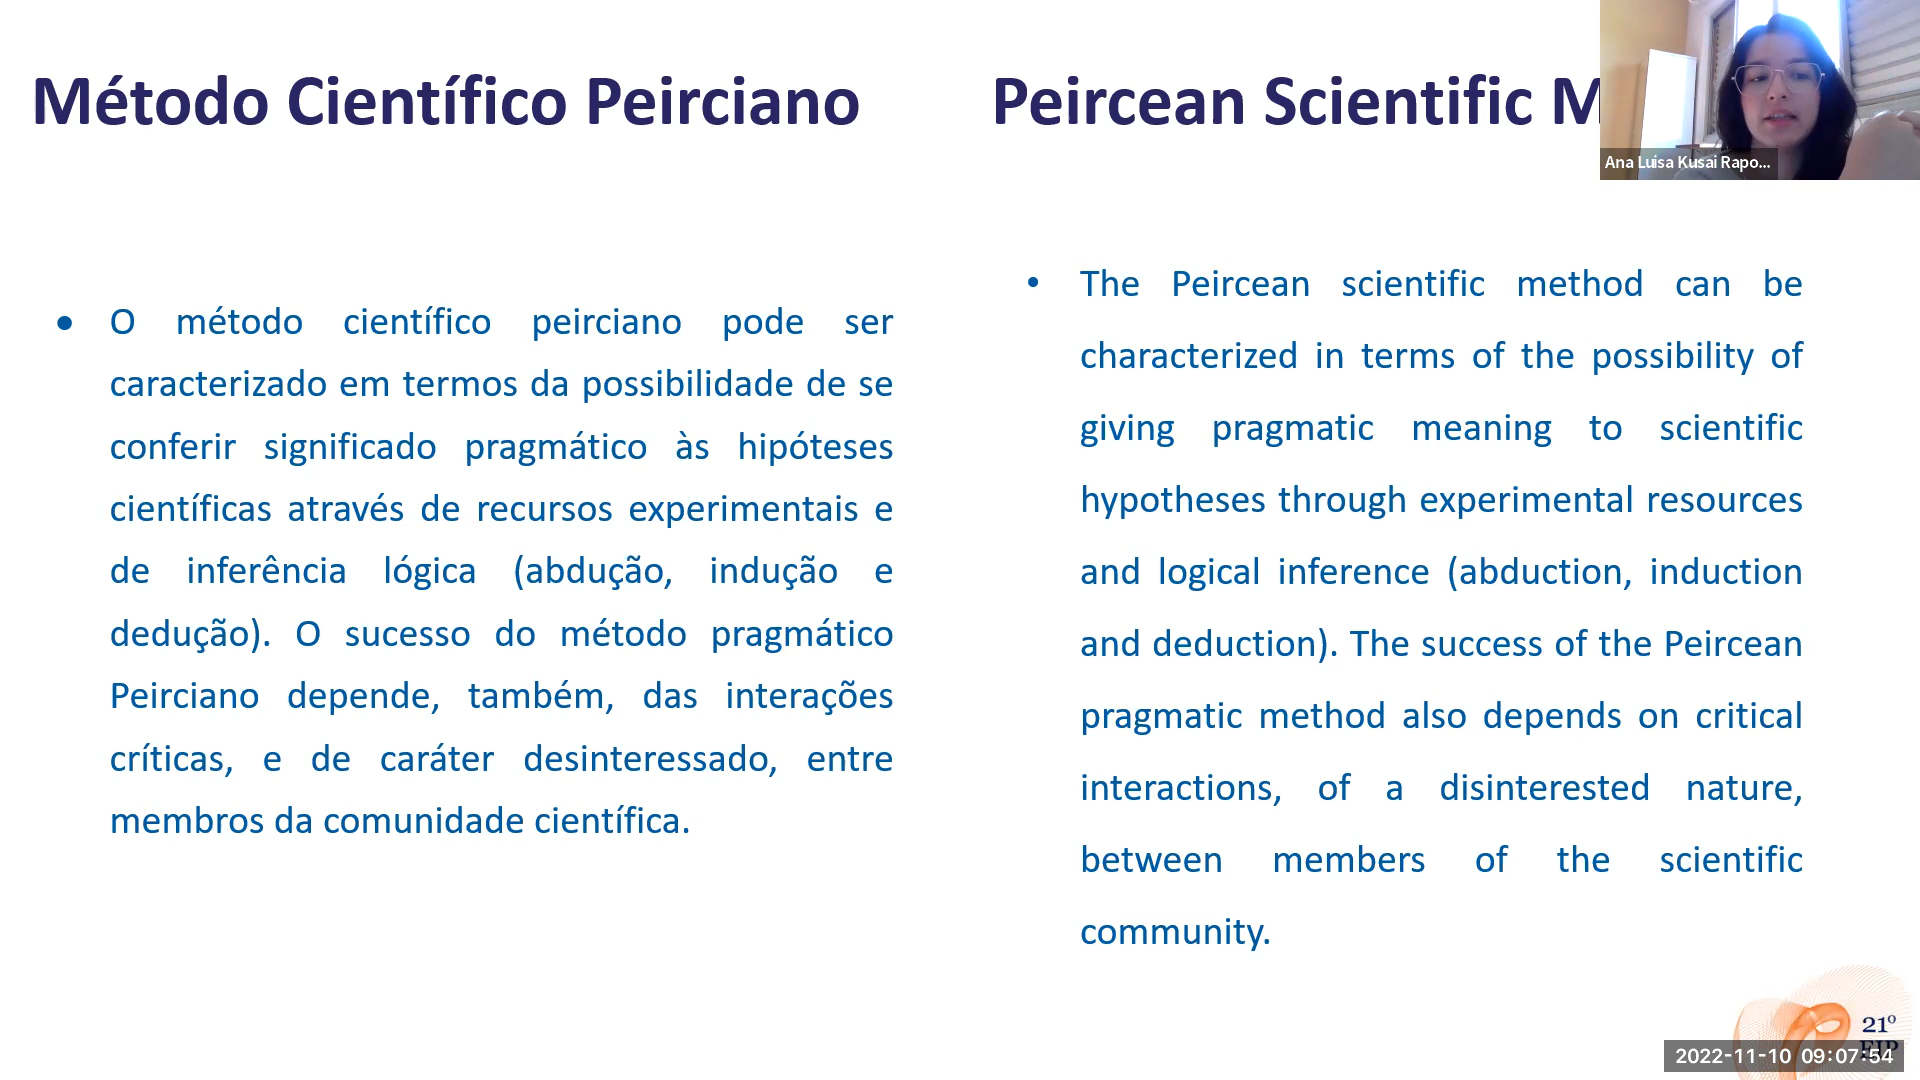 Método Científico Peirciano
O método científico peirciano pode ser
caracterizado em termos da possibilidade de se
conferir significado pragmático às hipóteses
científicas através de recursos experimentais e
de inferência lógica (abdução, indução e
dedução). O sucesso do método pragmático
Peirciano depende, também, das interações
críticas, e de caráter desinteressado, entre
membros da comunidade científica.
Peircean Scientific M
The Peircean scientific method can be
characterized in terms of the possibility of
giving pragmatic meaning to scientific
hypotheses through experimental resources
and logical inference (abduction, induction
and deduction). The success of the Peircean
pragmatic method also depends on critical
interactions, of a disinterested nature,
between members of the scientific
community.
Ana Luisa Kusai Rapo...
21º
EIP
2022-11-10 09:07:54